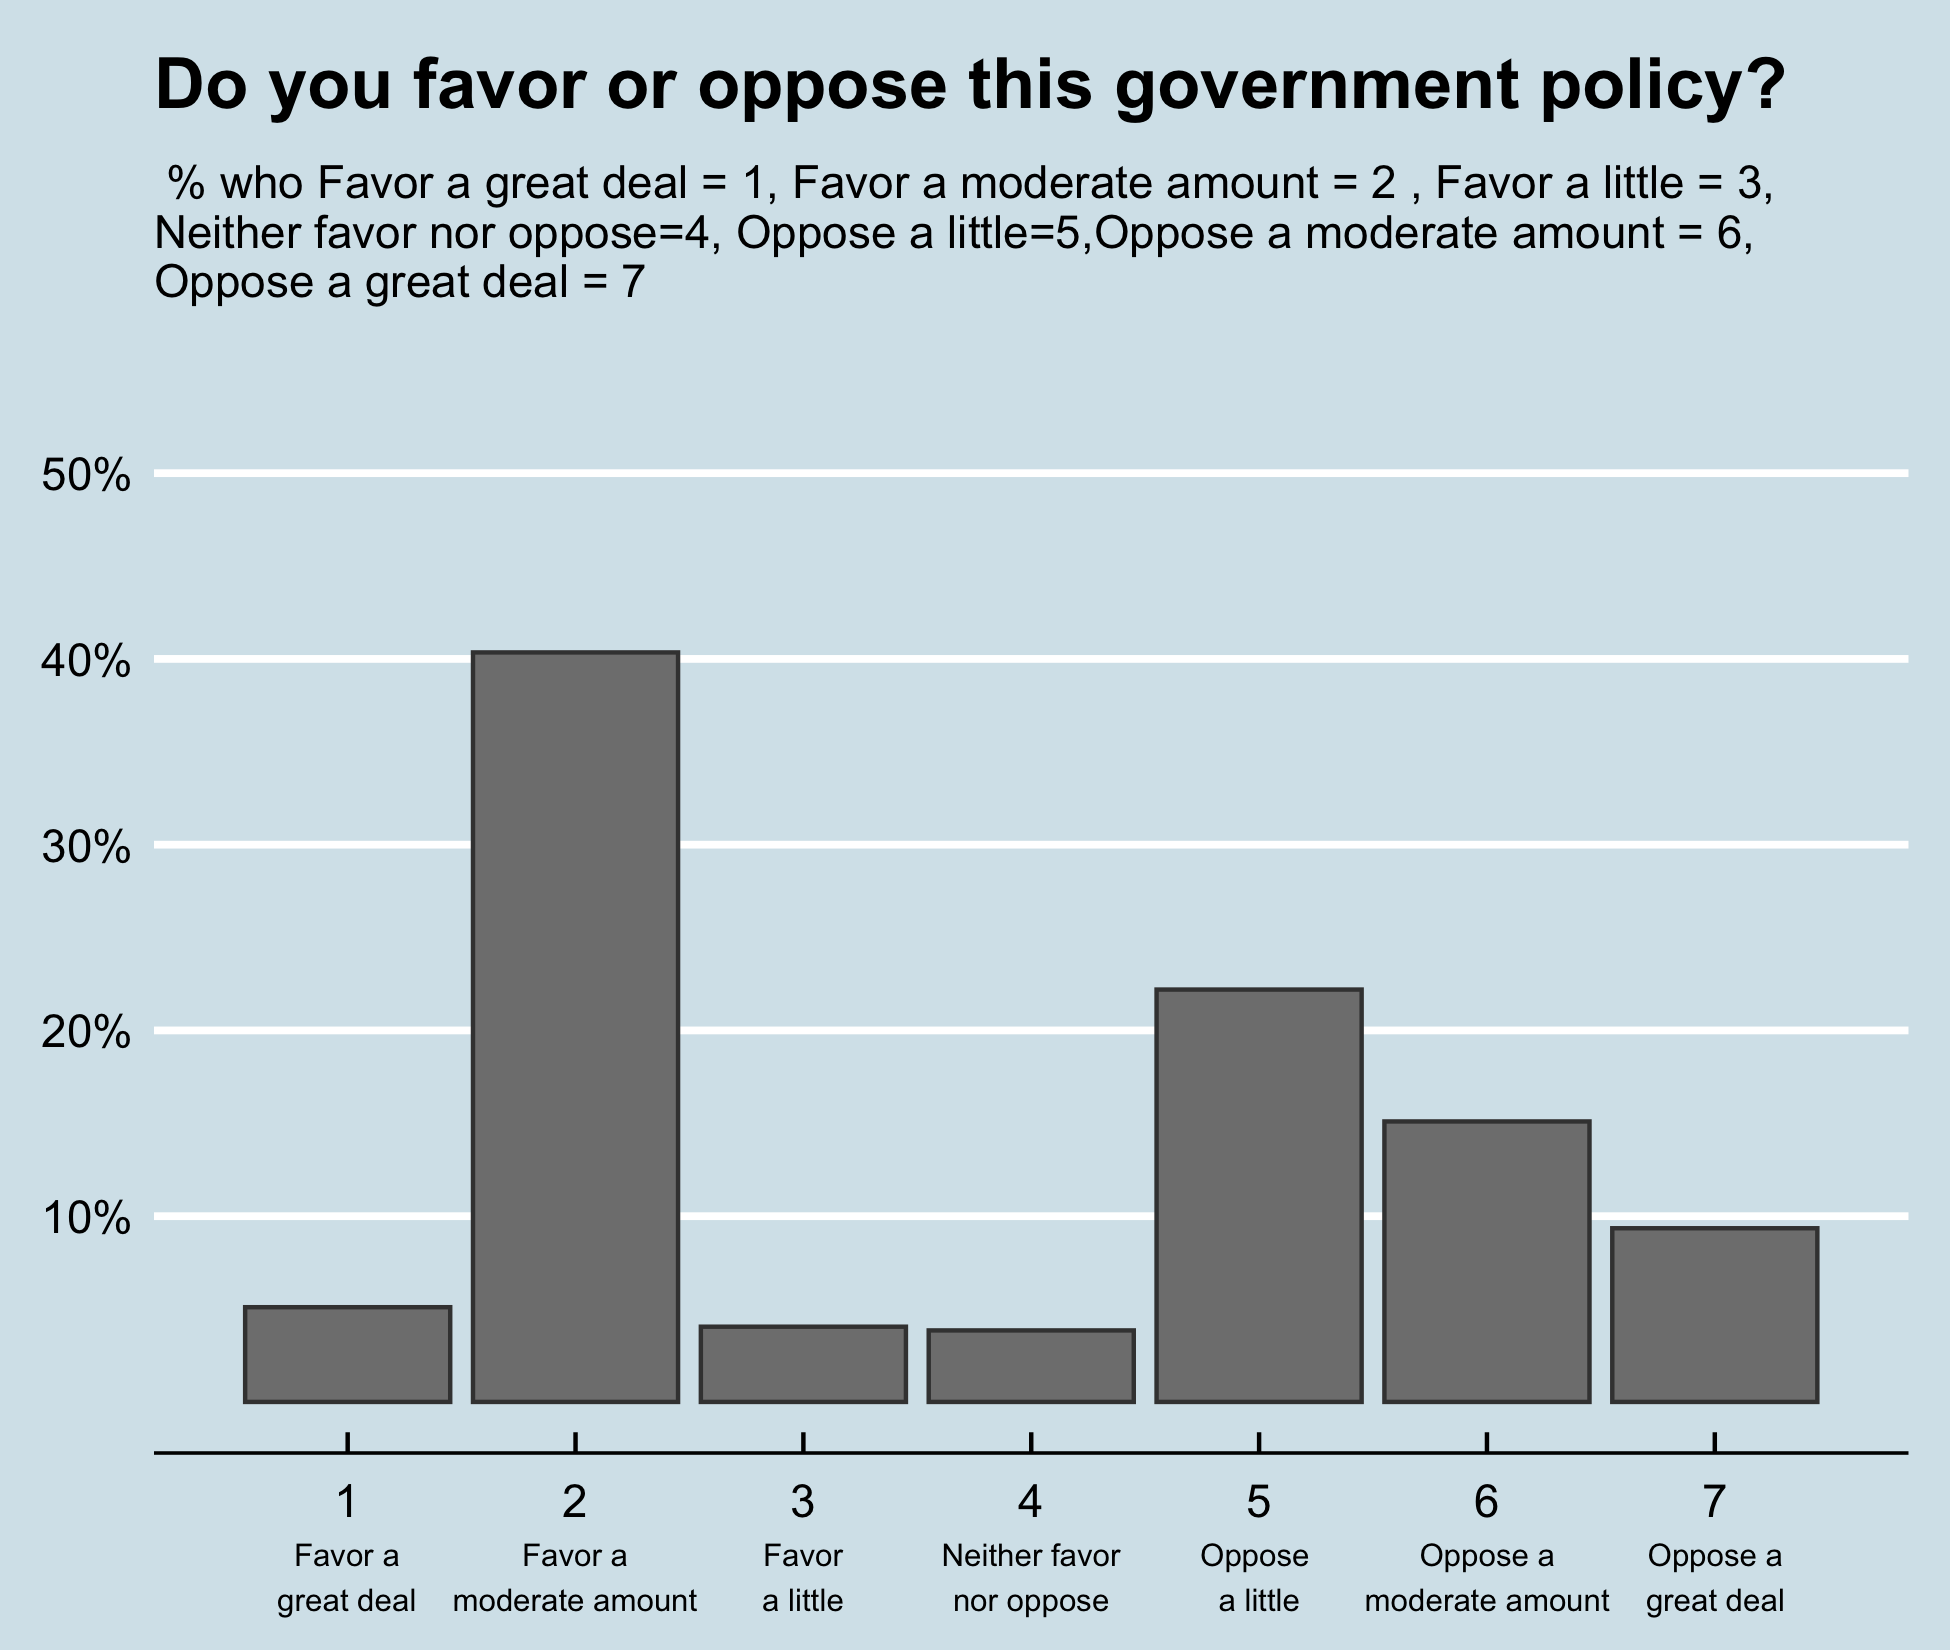 Do you favor or oppose this government policy?
% who Favor a great deal = 1, Favor a moderate amount = 2 , Favor a little = 3,
Neither favor nor oppose=4, Oppose a little=5,Oppose a moderate amount = 6,
Oppose a great deal = 7
50%
40%
30%
20%
10%
1 2 3 4 5 6 7
Favor a Favor a Favor Neither favor Oppose Oppose a Oppose a
great deal moderate amount a little nor oppose a little moderate amount great deal